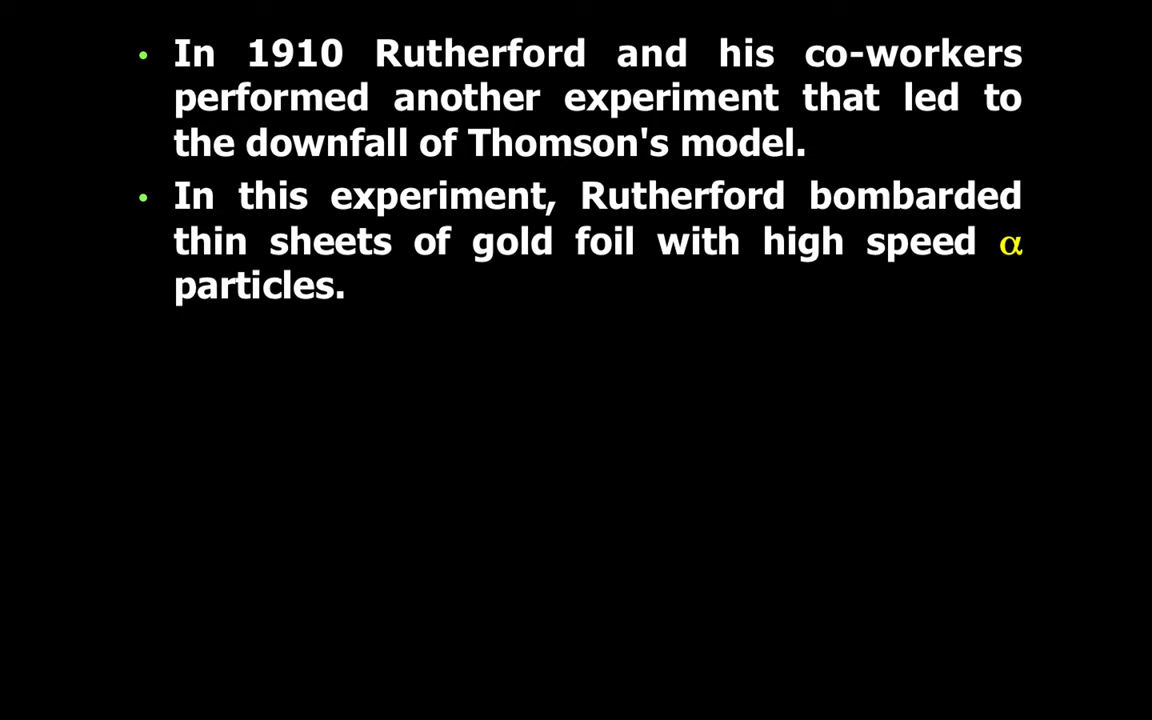 • In 1910 Rutherford and his co-workers
performed another experiment that led to
the downfall of Thomson's model.
• In this experiment, Rutherford bombarded
thin sheets of gold foil with high speed α
particles.